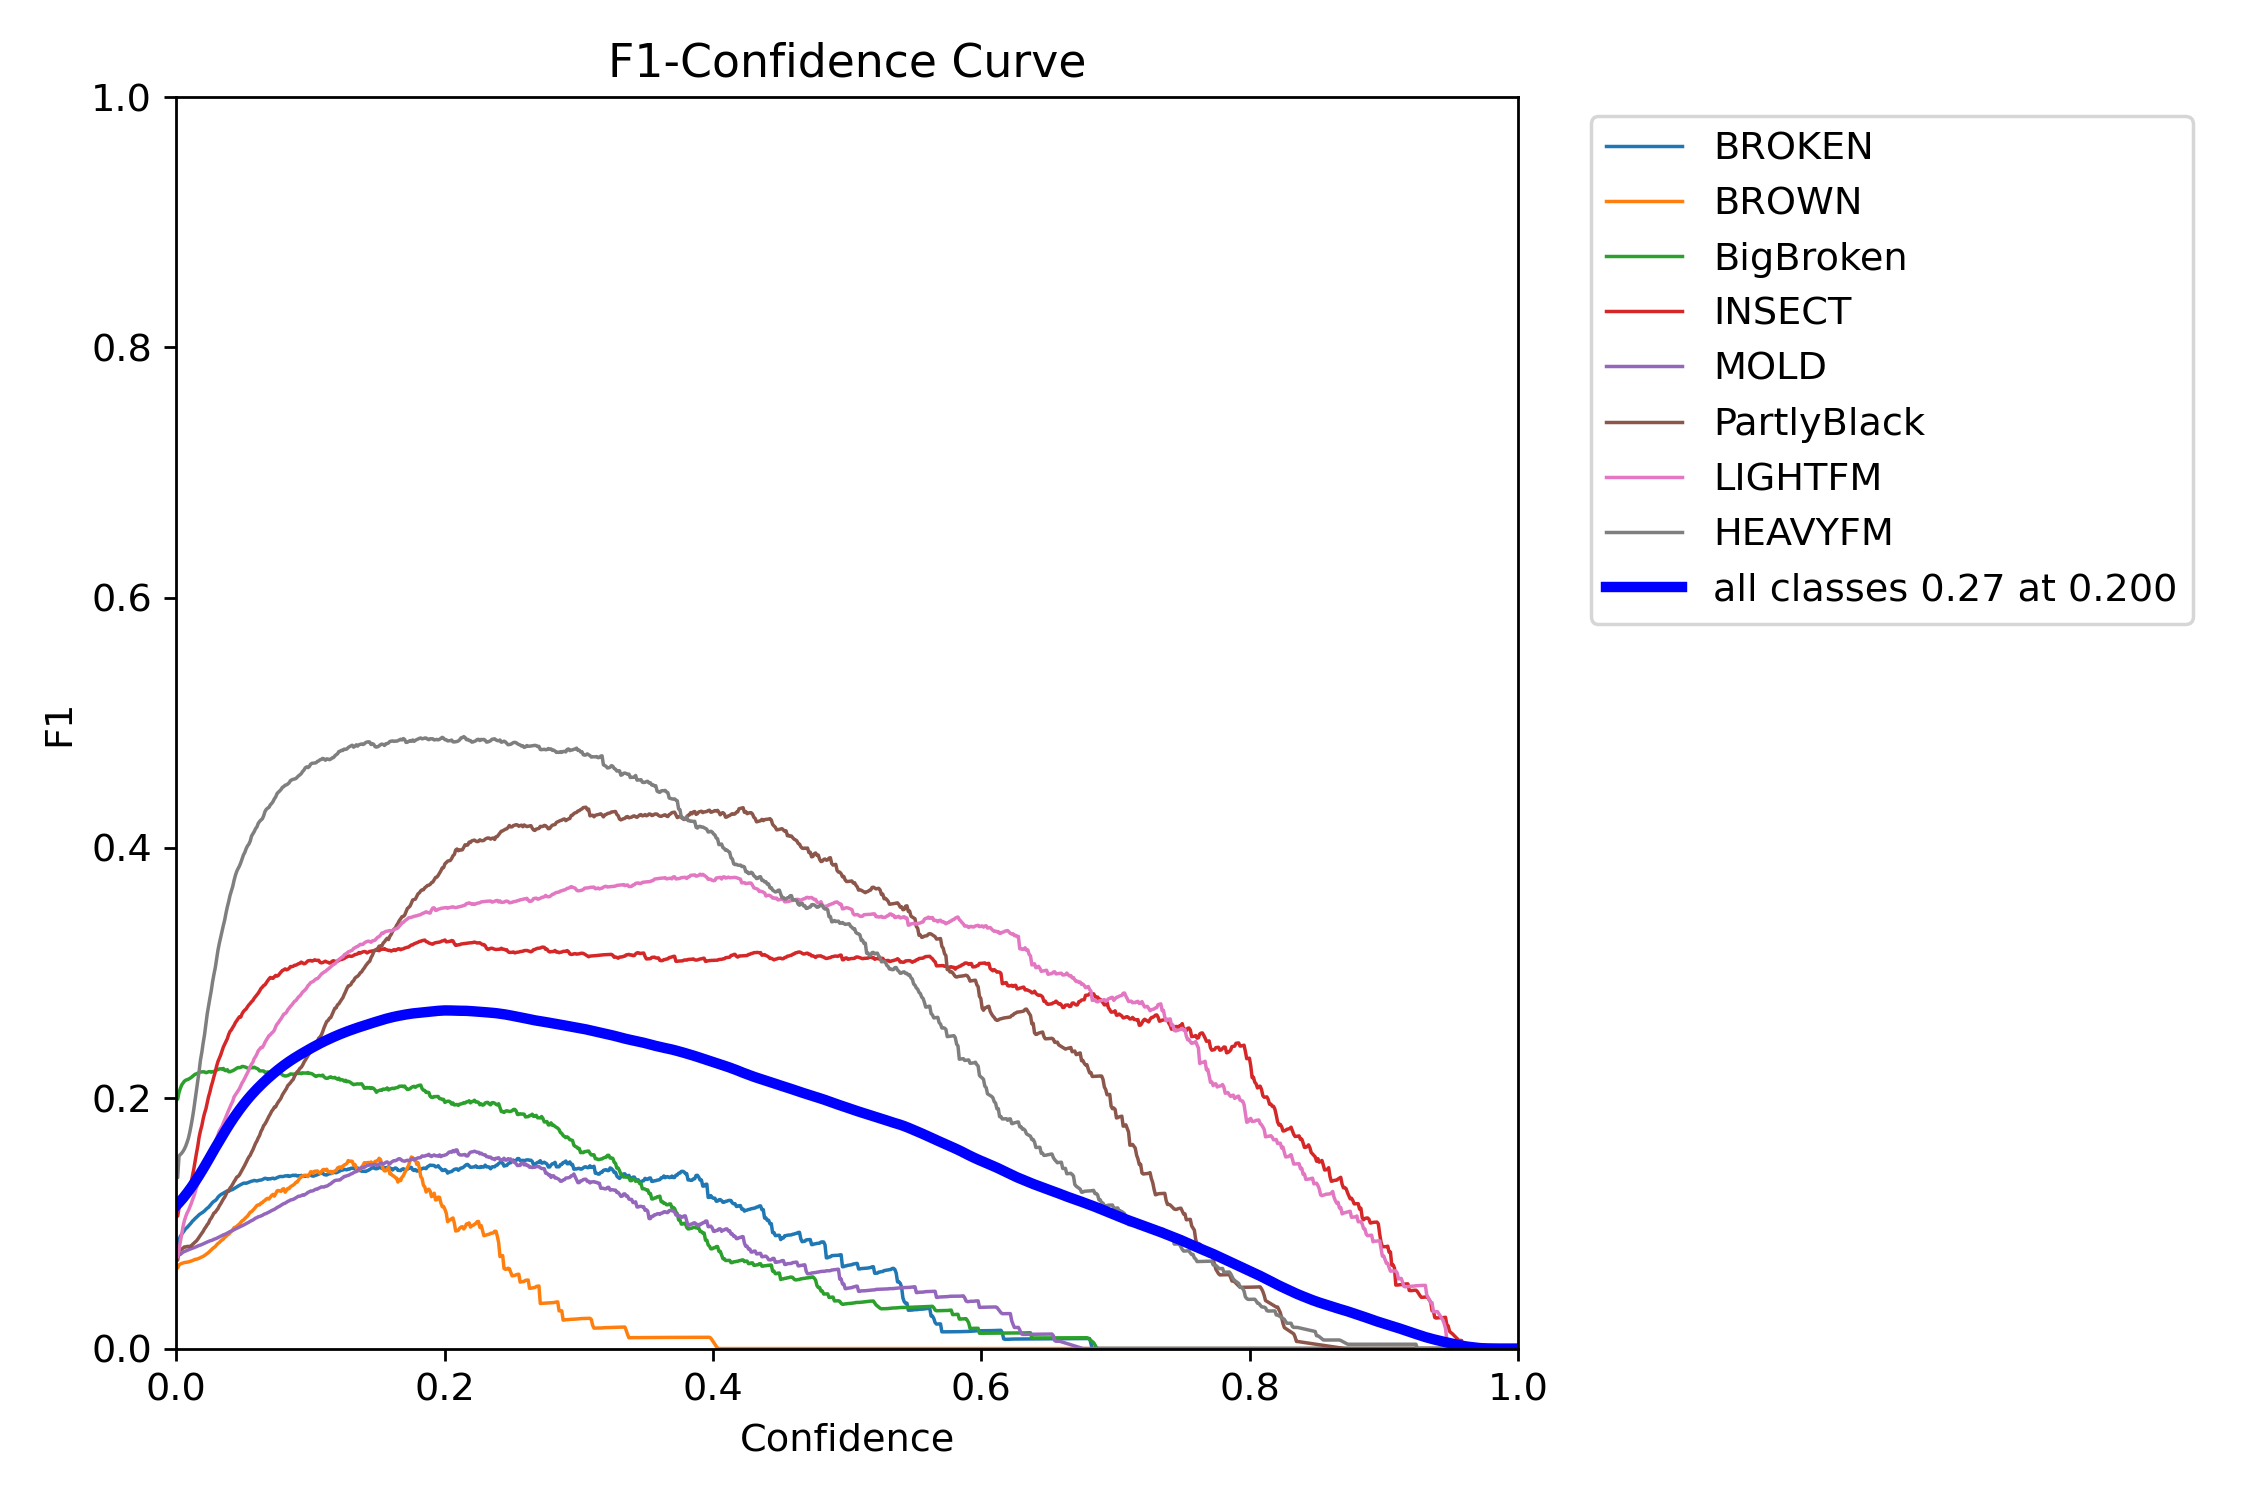 F1-Confidence Curve
1.0
0.8
0.6
0.4
0.2
0.0
F1
0.0 0.2 0.4 0.6 0.8 1.0
Confidence
BROKEN
BROWN
BigBroken
INSECT
MOLD
PartlyBlack
LIGHTFM
HEAVYFM
all classes 0.27 at 0.200